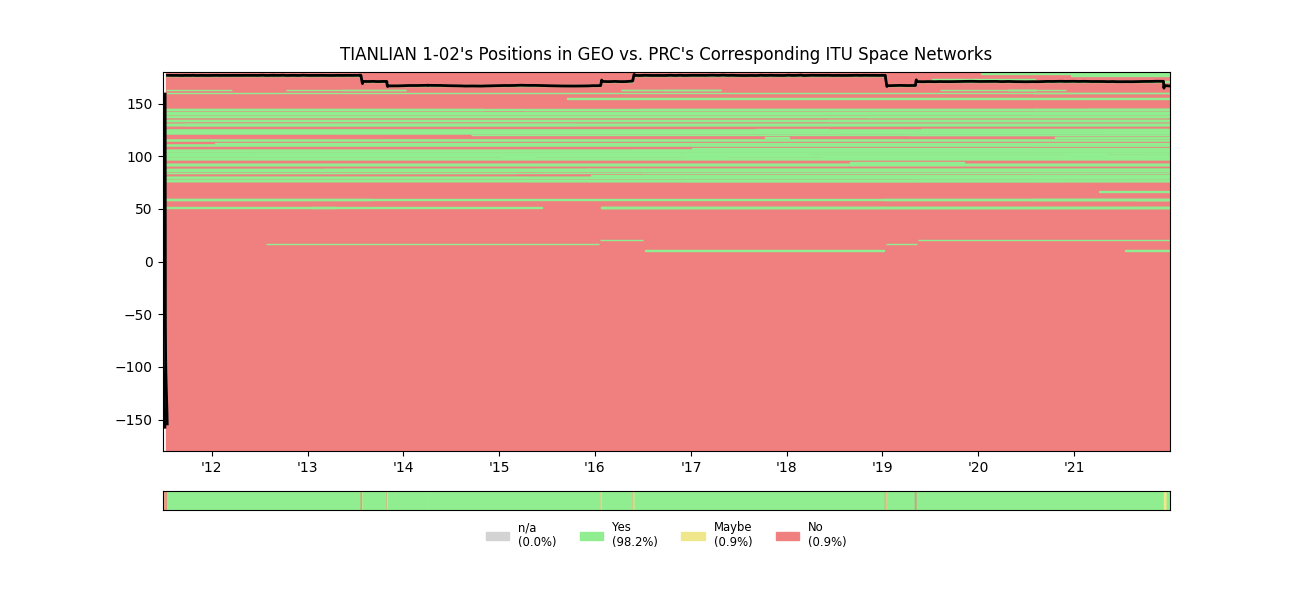 TIANLIAN 1-02's Positions in GEO vs. PRC's Corresponding ITU Space Networks
150
100
50
0
−50
−100
−150
'12 '13 '14 '15 '16 '17 '18 '19 '20 '21
n/a Yes Maybe No
(0.0%) (98.2%) (0.9%) (0.9%)